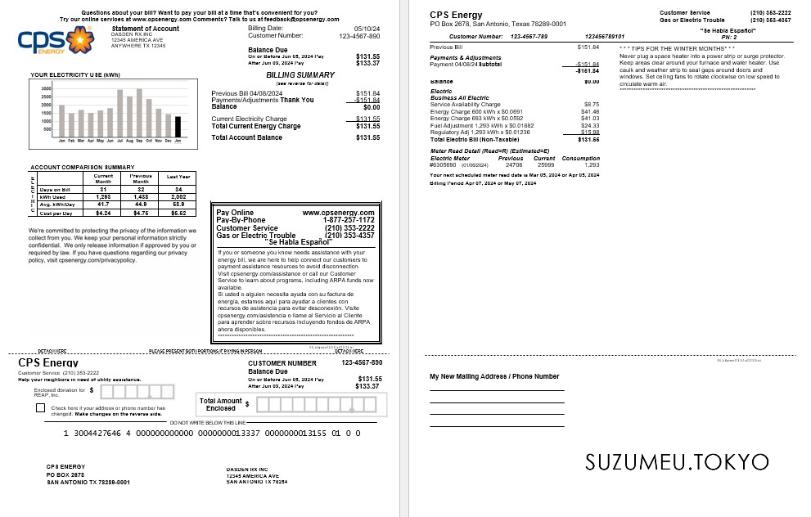 Questions about your bill? Want to pay your bill at a time that's convenient for you?
Try our online services at www.opsenergy.com Comments? Talk to us at feedback@opsenergy.com
cps ENERGY
Statement of Account
DASDEN RX INC
12345 AMERICA AVE
ANYWHERE TX 12345
Billing Date: 05/10/24
Customer Number: 123-4567-890
Balance Due
On or Before Jun 05, 2024 Pay $131.55
After Jun 05, 2024 Pay $133.37
YOUR ELECTRICITY USE (kWh)
3000
2500
2000
1500
1000
500
Jun Feb Mar Apr May Jun Jul Aug Sep Oct Nov Dec Jan
BILLING SUMMARY
(see reverse for detail)
Previous Bill 04/08/2024 $151.84
Payments/Adjustments Thank You -$151.84
Balance $0.00
Current Electricity Charge $131.55
Total Current Energy Charge $131.55
Total Account Balance $131.55
ACCOUNT COMPARISON SUMMARY
ELECTRIC
Current Month Previous Month Last Year
Days on Bill 31 32 34
kWh Used 1,293 1,453 2,002
Avg. kWh/Day 41.7 44.0 58.9
Cost per Day $4.24 $4.75 $5.62
We're committed to protecting the privacy of the information we
collect from you. We keep your personal information strictly
confidential. We only release information if approved by you or
required by law. If you have questions regarding our privacy
policy, visit cpsenergy.com/privacypolicy.
Pay Online www.opsenergy.com
Pay-By-Phone 1-877-257-1172
Customer Service (210) 353-2222
Gas or Electric Trouble (210) 353-4357
"Se Habla Español"
If you or someone you know needs assistance with your
energy bill, we are here to help connect our customers to
payment assistance resources to avoid disconnection.
Visit cpsenergy.com/assistance or call our Customer
Service to learn about programs, including ARPA funds now
available.
Si usted o alguien necesita ayuda con su factura de
energia, estamos aquí para ayudar a clientes con
recursos de asistencia para evitar desconexión. Visite
cpsenergy.com/assistance o llame al Servicio al Cliente
para aprender sobre recursos incluyendo fondos de ARPA
ahora disponibles.
DETACH HERE PLEASE PRESENT BOTH PORTIONS IF PAYING IN PERSON DETACH HERE
CPS Energy
Customer Service (210) 353-2222
Help your neighbors in need of utility assistance.
Enclosed donation for REAP, Inc. $
Check here if your address or phone number has
changed. Make changes on the reverse side.
CUSTOMER NUMBER 123-4567-890
Balance Due
On or Before Jun 05, 2024 Pay $131.55
After Jun 05, 2024 Pay $133.37
Total Amount Enclosed $
DO NOT WRITE BELOW THIS LINE
1 3004427646 4 000000000000 000000013337 000000013155 01 0 0
CPS ENERGY
PO BOX 2678
SAN ANTONIO TX 78289-0001
DASDEN RX INC
12345 AMERICA AVE
SAN ANTONIO TX 78254
CPS Energy
PO Box 2678, San Antonio, Texas 78289-0001
Customer Service (210) 353-2222
Gas or Electric Trouble (210) 353-4357
"Se Habla Español"
Customer Number: 123-4567-789 123456789101 PN: 2
Previous Bill $151.84
Payments & Adjustments
Payment 04/08/24 Subtotal -$151.84
-$151.84
Balance $0.00
Electric
Business All Electric
Service Availability Charge $8.75
Energy Charge 600 kWh x $0.0691 $41.46
Energy Charge 693 kWh x $0.0592 $41.03
Fuel Adjustment 1,293 kWh x $0.01882 $24.33
Regulatory Adj 1,293 kWh x $0.01236 $15.98
Total Electric Bill (Non-Taxable) $131.55
Meter Read Detail (Read=R) (Estimated=E)
Electric Meter Previous Current Consumption
#6305690 (01/05/2024) 24706 25999 1,293
Your next scheduled meter read date is Mar 05, 2024 or Apr 05, 2024
Billing Period Apr 07, 2024 or May 07, 2024
* * * TIPS FOR THE WINTER MONTHS * * *
Never plug a space heater into a power strip or surge protector.
Keep areas clear around your furnace and water heater. Use
caulk and weather strip to seal gaps around doors and
windows. Set ceiling fans to rotate clockwise on low speed to
circulate warm air.
My New Mailing Address / Phone Number
SUZUMEU.TOKYO